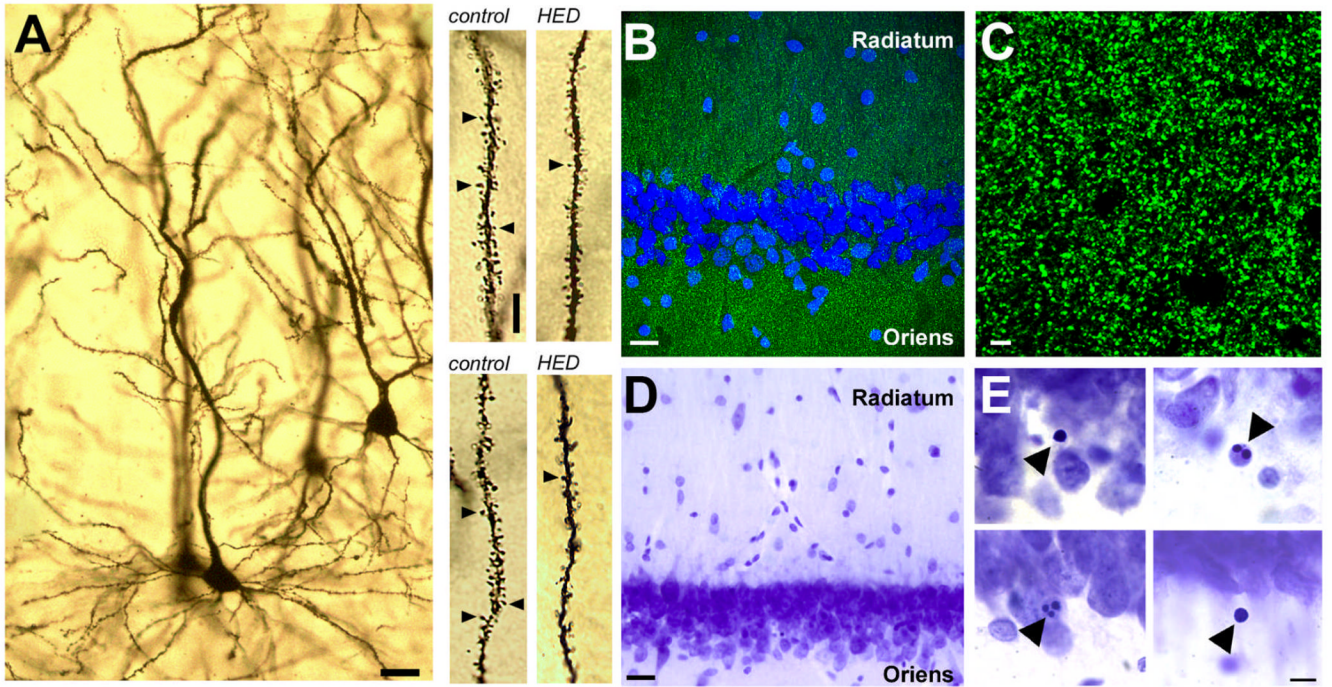 A
control
HED
control
HED
B
Radiatum
Oriens
C
D
Radiatum
Oriens
E